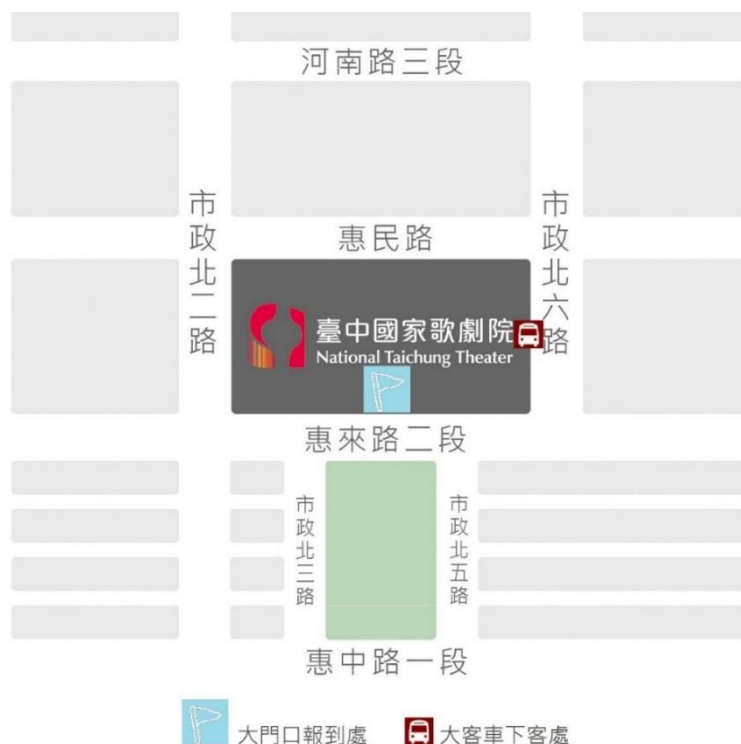 河南路三段
惠民路
市政北二路
市政北六路
臺中國家歌劇院
National Taichung Theater
惠來路二段
市政北三路
市政北五路
惠中路一段
大門口報到處
大客車下客處